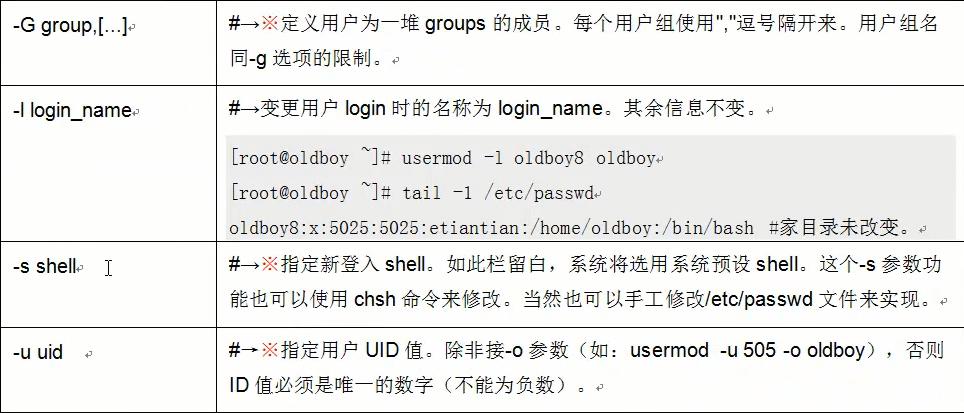 -G group,[…]
#→※定义用户为一堆 groups 的成员。每个用户组使用","逗号隔开来。用户组名
同-g 选项的限制。
-l login_name
#→变更用户 login 时的名称为 login_name。其余信息不变。
[root@oldboy ~]# usermod -l oldboy8 oldboy
[root@oldboy ~]# tail -1 /etc/passwd
oldboy8:x:5025:5025:etiantian:/home/oldboy:/bin/bash #家目录未改变。
-s shell
#→※指定新登入 shell。如此栏留白，系统将选用系统预设 shell。这个-s 参数功
能也可以使用 chsh 命令来修改。当然也可以手工修改/etc/passwd 文件来实现。
-u uid
#→※指定用户 UID 值。除非接-o 参数（如：usermod -u 505 -o oldboy），否则
ID 值必须是唯一的数字（不能为负数）。